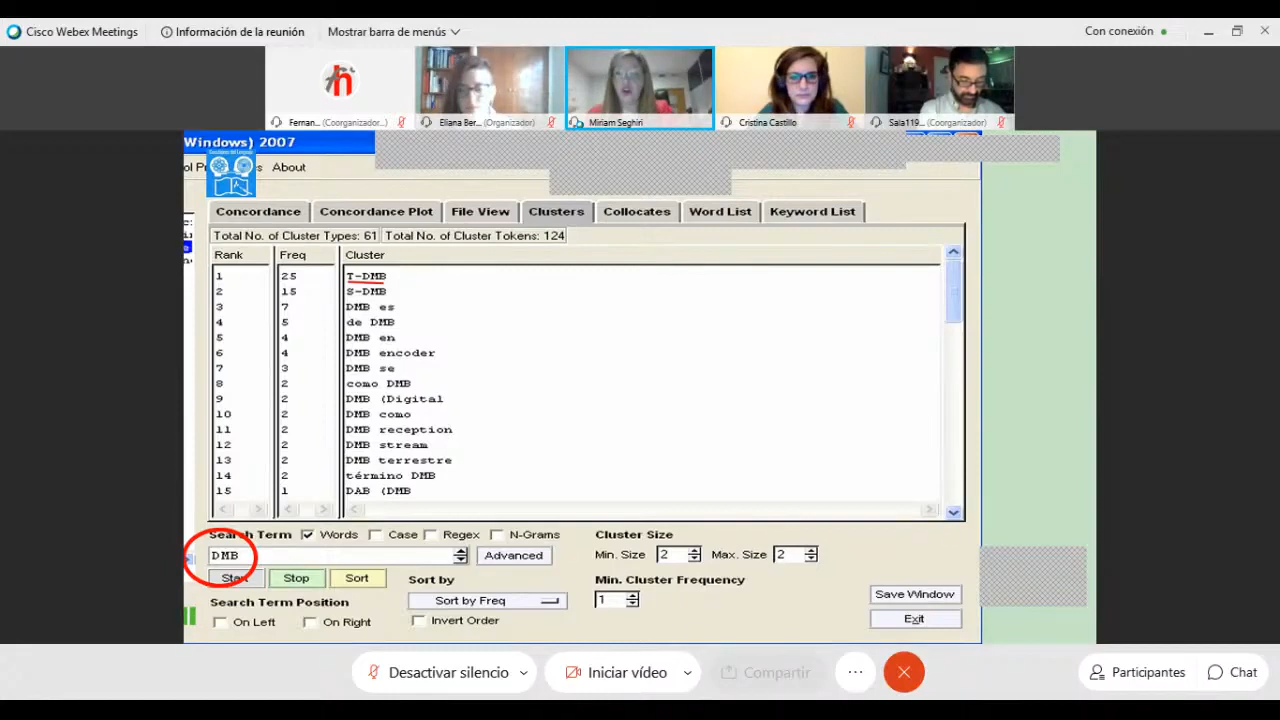 Cisco Webex Meetings
Información de la reunión
Mostrar barra de menús
Con conexión
h
Fernan... (Coorganizador...
Eliana Ber... (Organizador)
Miriam Seghiri
Cristina Castillo
Sala119... (Coorganizador)
Windows) 2007
About
Concordance
Concordance Plot
File View
Clusters
Collocates
Word List
Keyword List
Total No. of Cluster Types: 61
Total No. of Cluster Tokens: 124
Rank Freq Cluster
1 25 T-DMB
2 15 S-DMB
3 7 DMB es
4 5 de DMB
5 4 DMB en
6 4 DMB encoder
7 3 DMB se
8 2 como DMB
9 2 DMB (Digital
10 2 DMB como
11 2 DMB reception
12 2 DMB stream
13 2 DMB terrestre
14 2 término DMB
15 1 DAB (DMB
Search Term Words Case Regex N-Grams
DMB
Advanced
Start Stop Sort
Search Term Position
On Left On Right
Sort by
Sort by Freq
Invert Order
Cluster Size
Min. Size 2 Max. Size 2
Min. Cluster Frequency
1
Save Window
Exit
Desactivar silencio
Iniciar vídeo
Compartir
Participantes
Chat